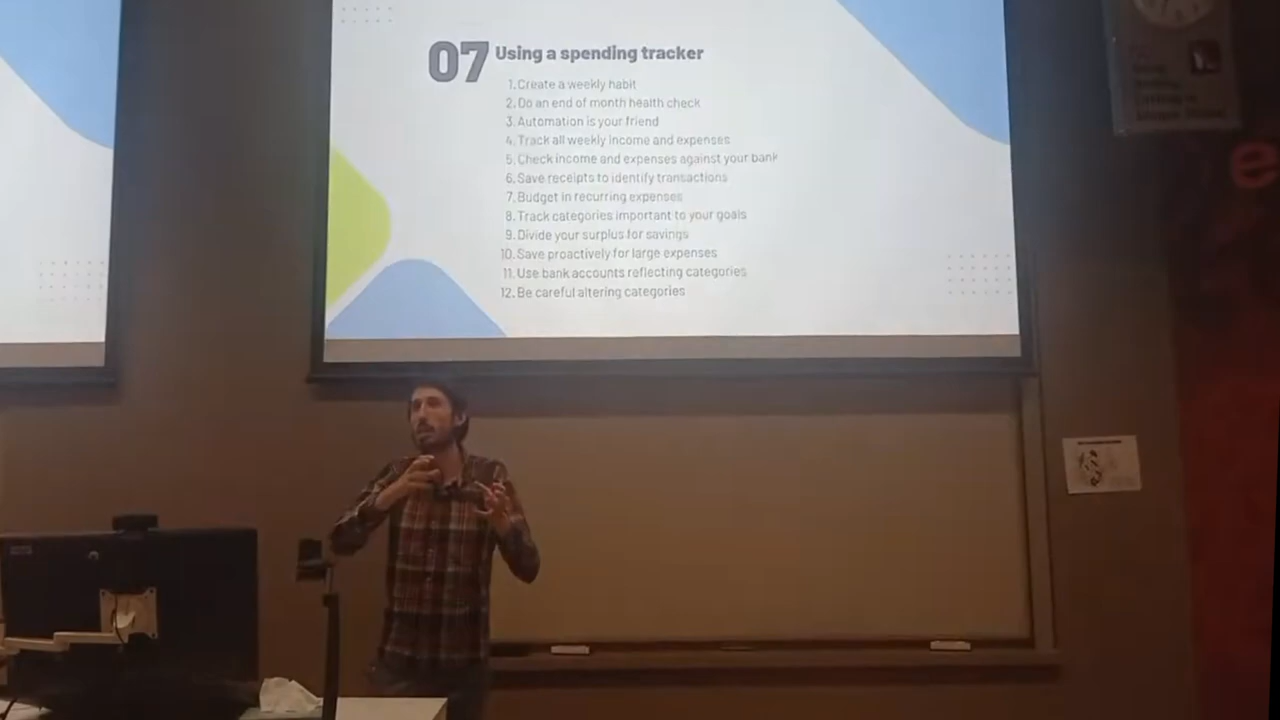 07 Using a spending tracker
1. Create a weekly habit
2. Do an end of month health check
3. Automation is your friend
4. Track all weekly income and expenses
5. Check income and expenses against your bank
6. Save receipts to identify transactions
7. Budget in recurring expenses
8. Track categories important to your goals
9. Divide your surplus for savings
10. Save proactively for large expenses
11. Use bank accounts reflecting categories
12. Be careful altering categories
e